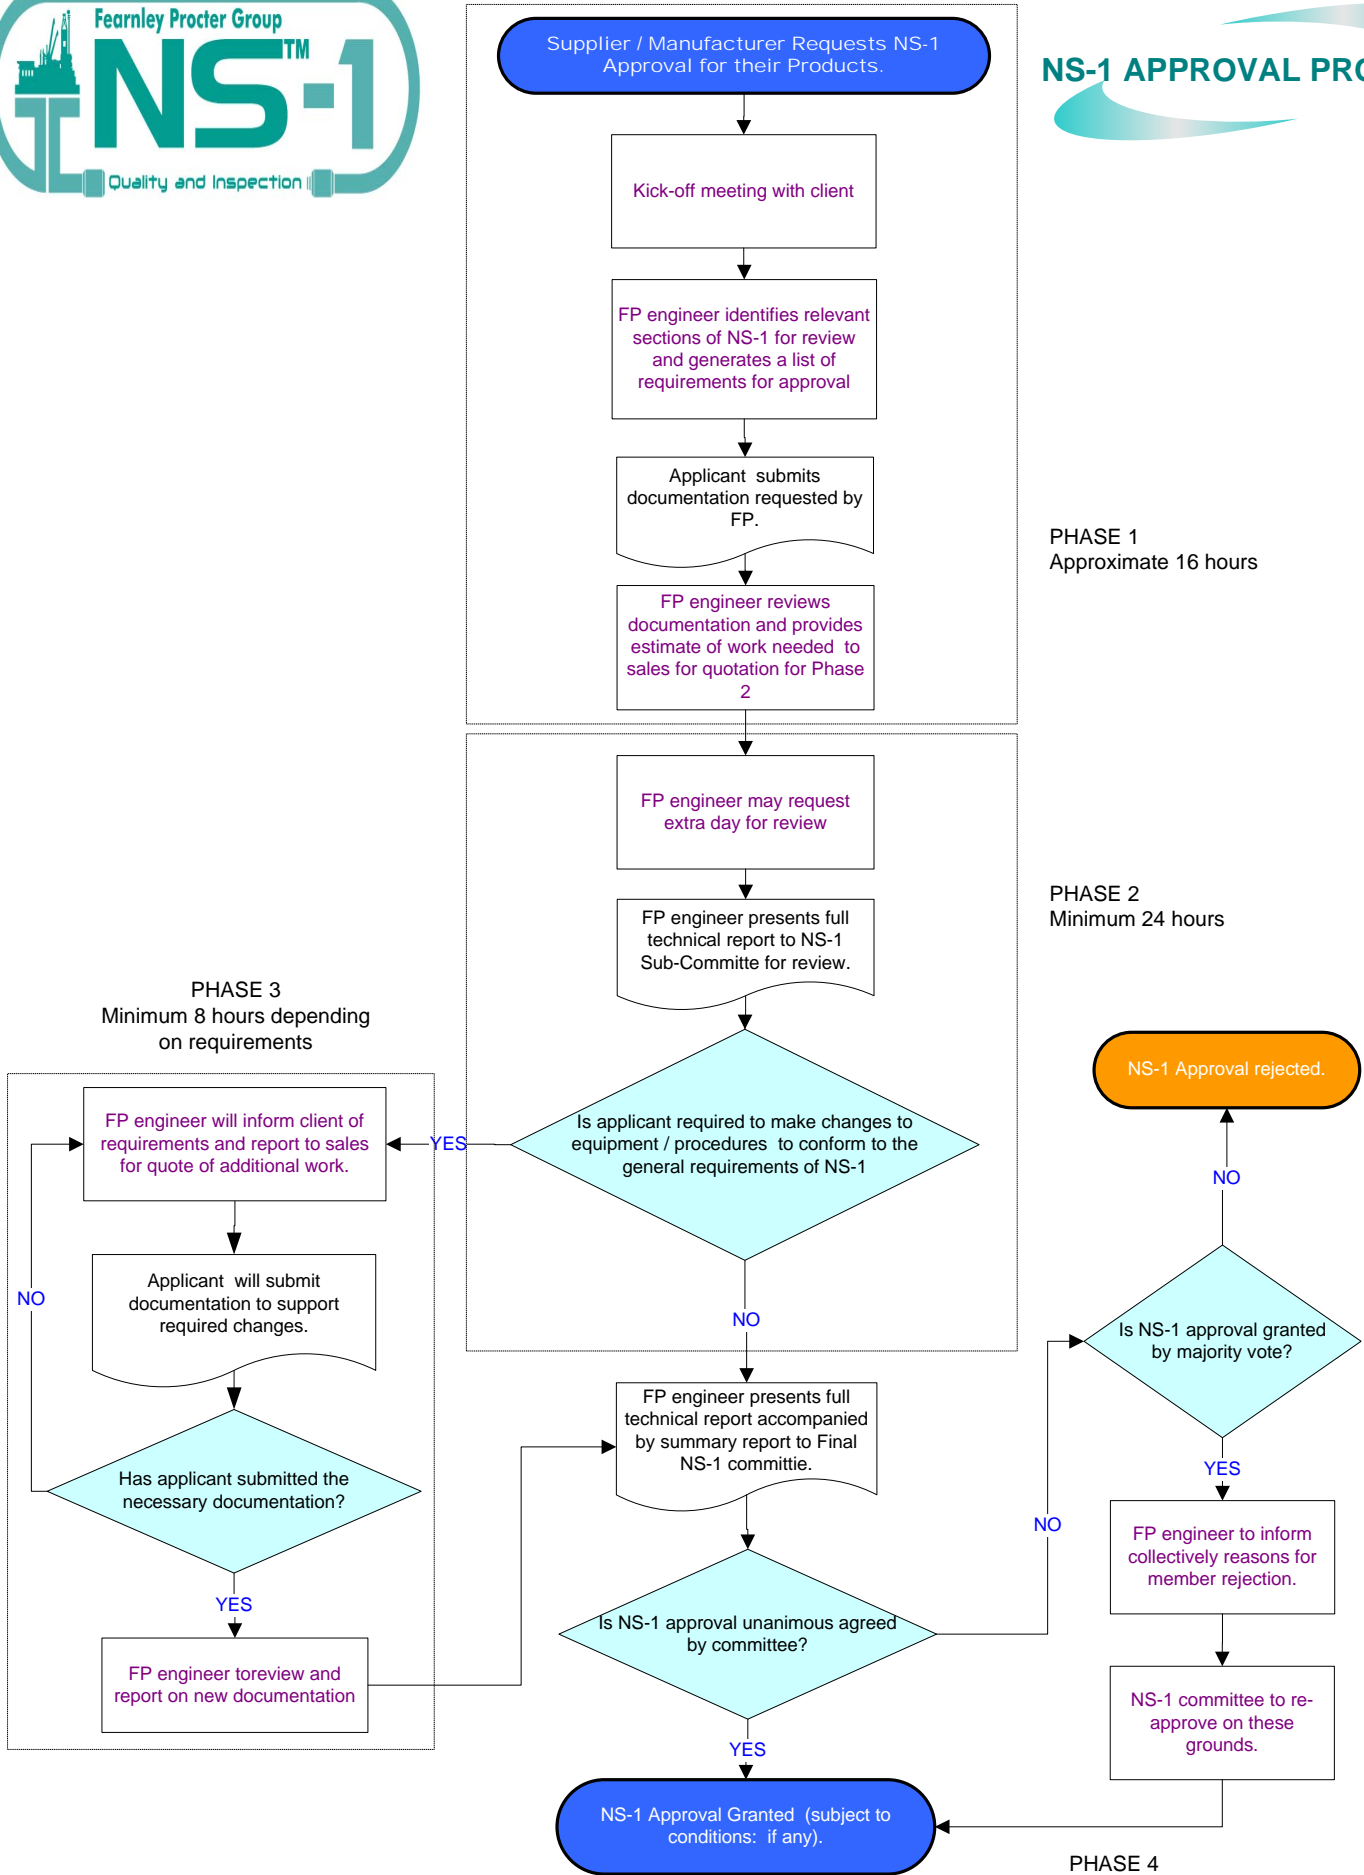 Fearnley Procter Group
NS-1™
Quality and Inspection
Supplier / Manufacturer Requests NS-1
Approval for their Products.
NS-1 APPROVAL PRO
Kick-off meeting with client
FP engineer identifies relevant
sections of NS-1 for review
and generates a list of
requirements for approval
Applicant submits
documentation requested by
FP.
PHASE 1
Approximate 16 hours
FP engineer reviews
documentation and provides
estimate of work needed to
sales for quotation for Phase
2
FP engineer may request
extra day for review
PHASE 2
Minimum 24 hours
FP engineer presents full
technical report to NS-1
Sub-Committe for review.
PHASE 3
Minimum 8 hours depending
on requirements
NS-1 Approval rejected.
FP engineer will inform client of
requirements and report to sales
for quote of additional work.
YES
Is applicant required to make changes to
equipment / procedures to conform to the
general requirements of NS-1
NO
Applicant will submit
documentation to support
required changes.
NO
NO
Is NS-1 approval granted
by majority vote?
FP engineer presents full
technical report accompanied
by summary report to Final
NS-1 committie.
Has applicant submitted the
necessary documentation?
YES
NO
FP engineer to inform
collectively reasons for
member rejection.
YES
Is NS-1 approval unanimous agreed
by committee?
FP engineer toreview and
report on new documentation
NS-1 committee to re-
approve on these
grounds.
YES
NS-1 Approval Granted (subject to
conditions: if any).
PHASE 4